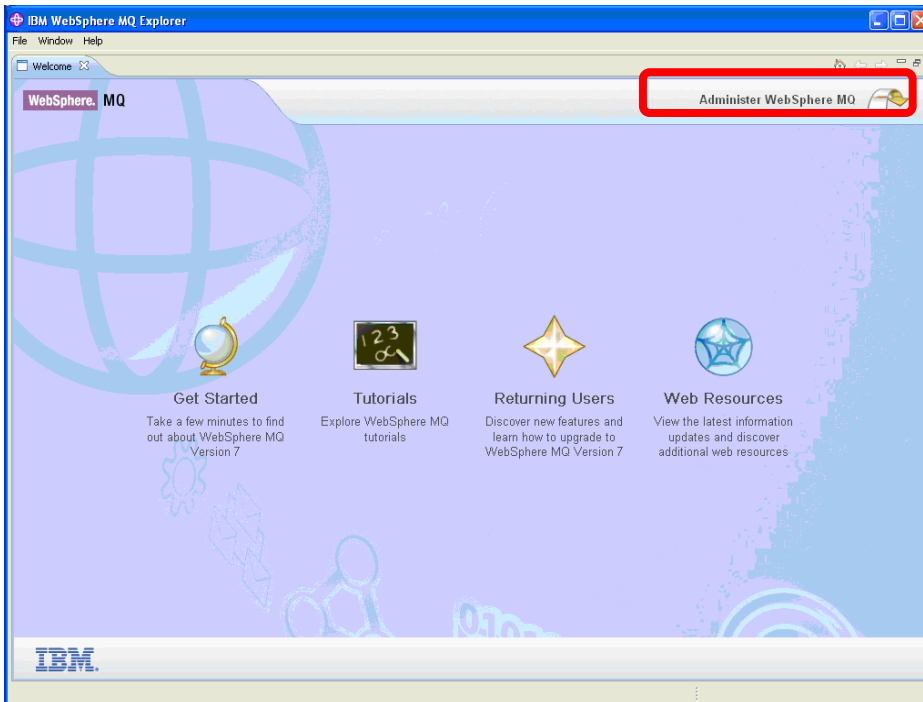 IBM WebSphere MQ Explorer
File Window Help
Welcome
WebSphere. MQ
Administer WebSphere MQ
1 2 3
Get Started
Take a few minutes to find
out about WebSphere MQ
Version 7
Tutorials
Explore WebSphere MQ
tutorials
Returning Users
Discover new features and
learn how to upgrade to
WebSphere MQ Version 7
Web Resources
View the latest information
updates and discover
additional web resources
IBM.